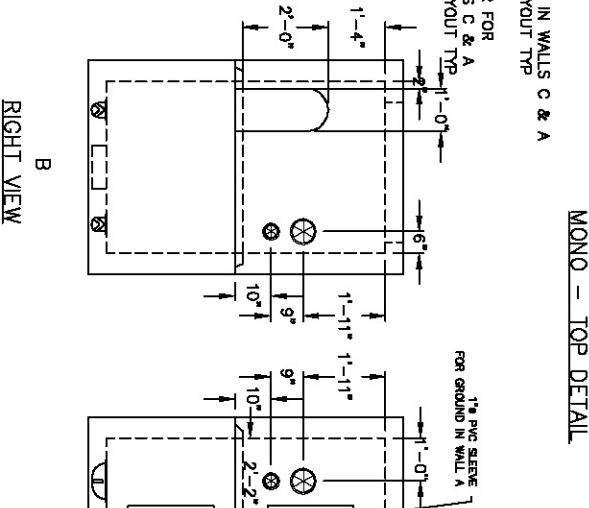 MONO - TOP DETAIL
IN WALLS C & A
YOUT TYP
R FOR
S C & A
YOUT TYP
1'-0"
2"
6"
1'-4"
2'-0"
1'-11"
9"
10"
B
RIGHT VIEW
1"ø PVC SLEEVE
FOR GROUND IN WALL A
1'-0"
1'-11"
9"
10"
2'-2"